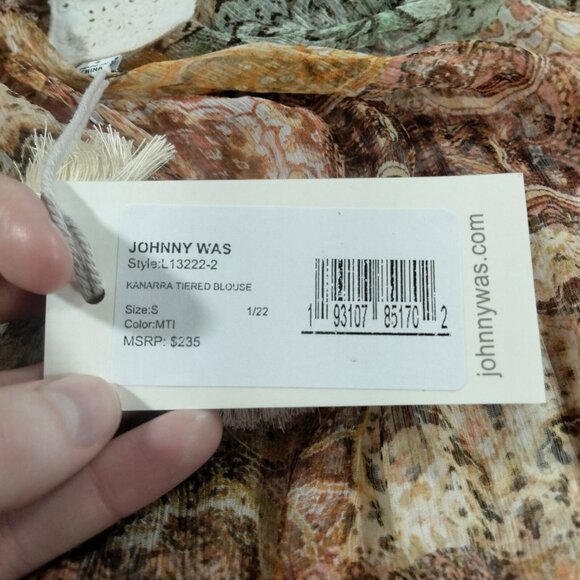 JOHNNY WAS
Style:L13222-2
KANARRA TIERED BLOUSE
Size:S 1/22
Color:MTI
MSRP: $235
1 93107 85170 2
johnnywas.com